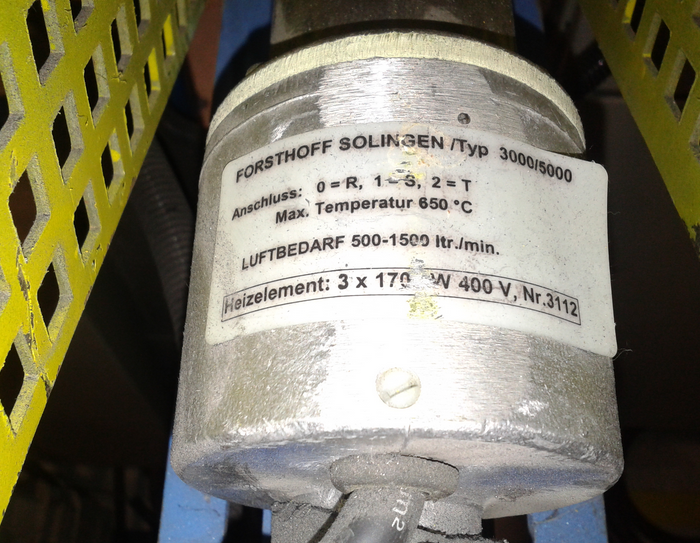 FORSTHOFF SOLINGEN /Typ 3000/5000
Anschluss: 0 = R, 1 = S, 2 = T
Max. Temperatur 650 °C
LUFTBEDARF 500-1500 ltr./min.
Heizelement: 3 x 170 W 400 V, Nr.3112